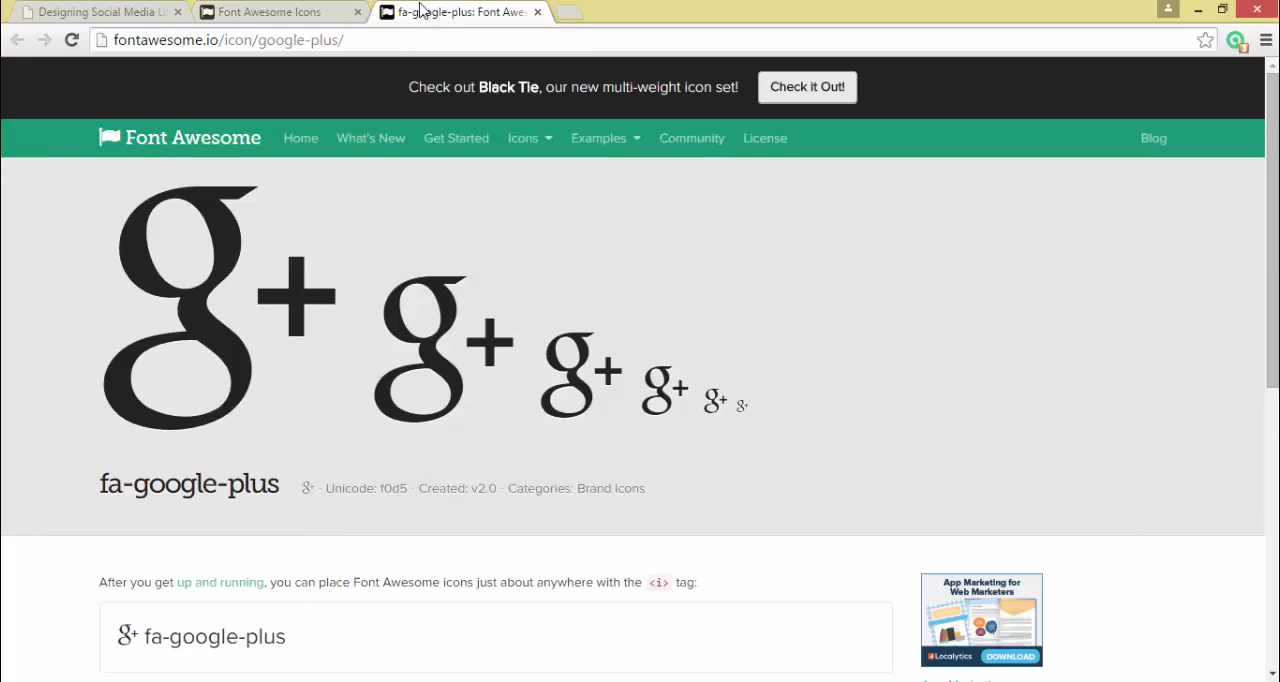 Designing Social Media Lo
Font Awesome Icons
fa-google-plus: Font Awe
fontawesome.io/icon/google-plus/
Check out Black Tie, our new multi-weight icon set!
Check it Out!
Font Awesome
Home
What's New
Get Started
Icons
Examples
Community
License
Blog
g+ g+ g+ g+ g+ g+
fa-google-plus
g+ · Unicode: f0d5 · Created: v2.0 · Categories: Brand Icons
After you get up and running, you can place Font Awesome icons just about anywhere with the <i> tag:
g+ fa-google-plus
App Marketing for
Web Marketers
Localytics
DOWNLOAD